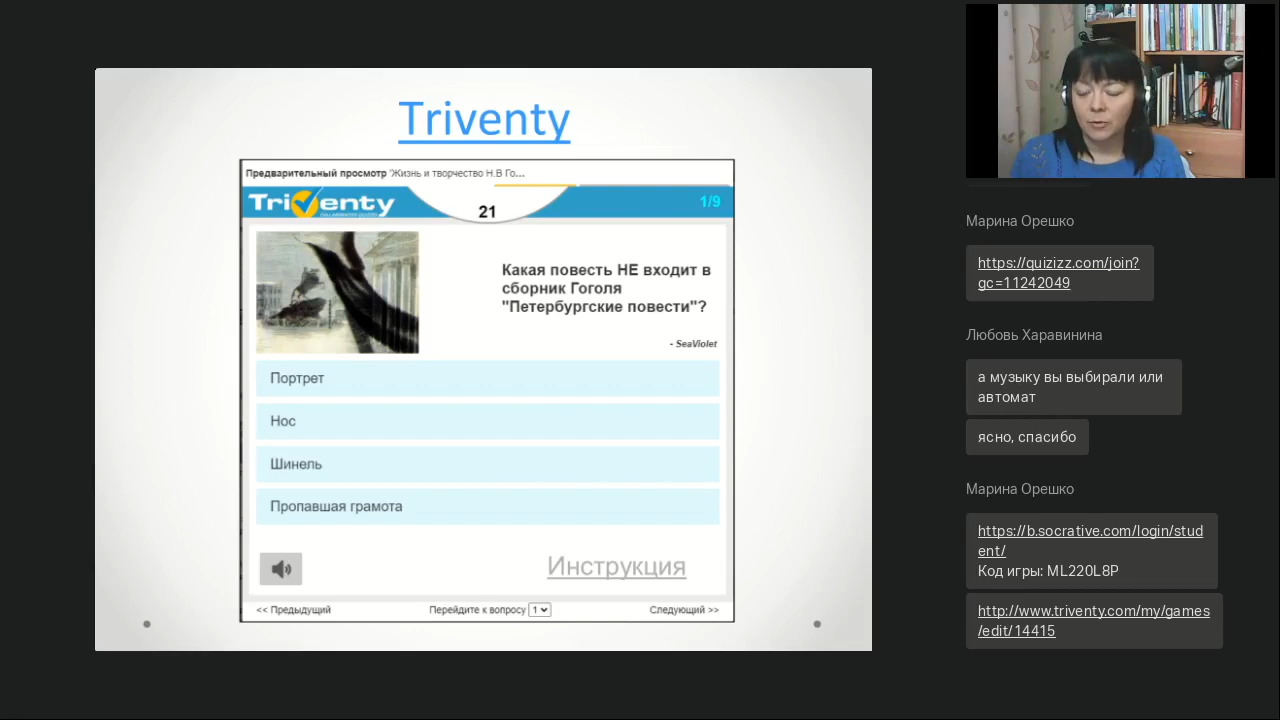 Triventy
Предварительный просмотр "Жизнь и творчество Н.В Го...
Triventy
21
1/9
Какая повесть НЕ входит в
сборник Гоголя
"Петербургские повести"?
- SeaViolet
Портрет
Нос
Шинель
Пропавшая грамота
Инструкция
<< Предыдущий
Перейдите к вопросу 1
Следующий >>
Марина Орешко
https://quizizz.com/join?
gc=11242049
Любовь Харавинина
а музыку вы выбирали или
автомат
ясно, спасибо
Марина Орешко
https://b.socrative.com/login/stud
ent/
Код игры: ML220L8P
http://www.triventy.com/my/games
/edit/14415